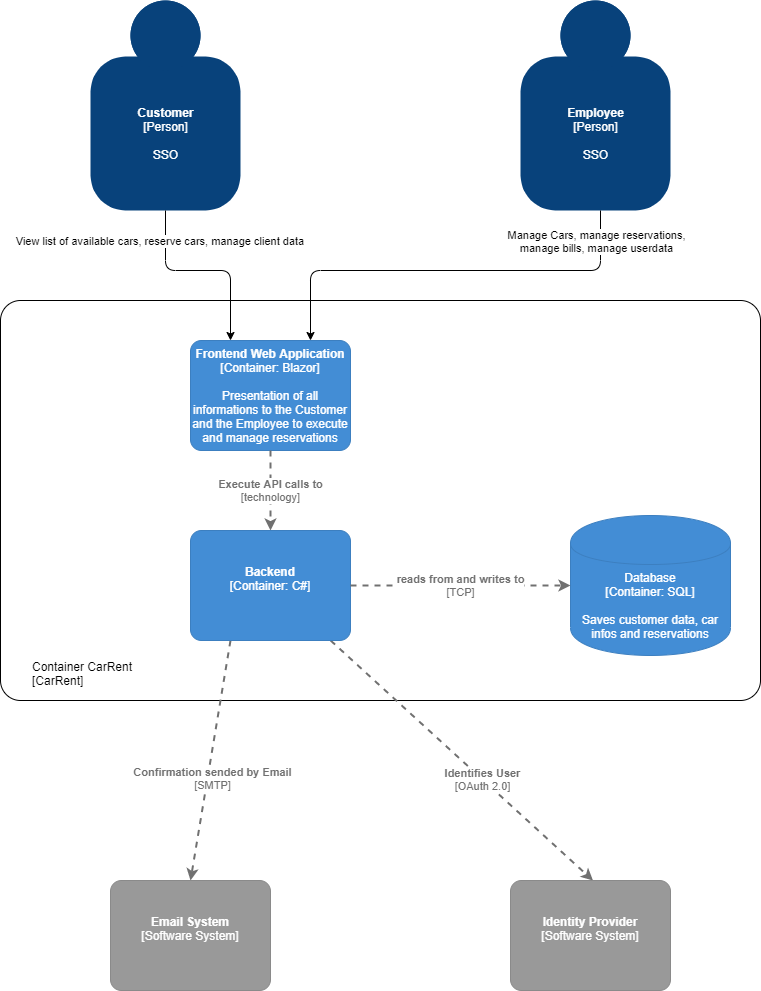 Customer
[Person]
SSO
Employee
[Person]
SSO
View list of available cars, reserve cars, manage client data
Manage Cars, manage reservations,
manage bills, manage userdata
Frontend Web Application
[Container: Blazor]
Presentation of all
informations to the Customer
and the Employee to execute
and manage reservations
Execute API calls to
[technology]
Backend
[Container: C#]
reads from and writes to
[TCP]
Database
[Container: SQL]
Saves customer data, car
infos and reservations
Container CarRent
[CarRent]
Confirmation sended by Email
[SMTP]
Identifies User
[OAuth 2.0]
Email System
[Software System]
Identity Provider
[Software System]